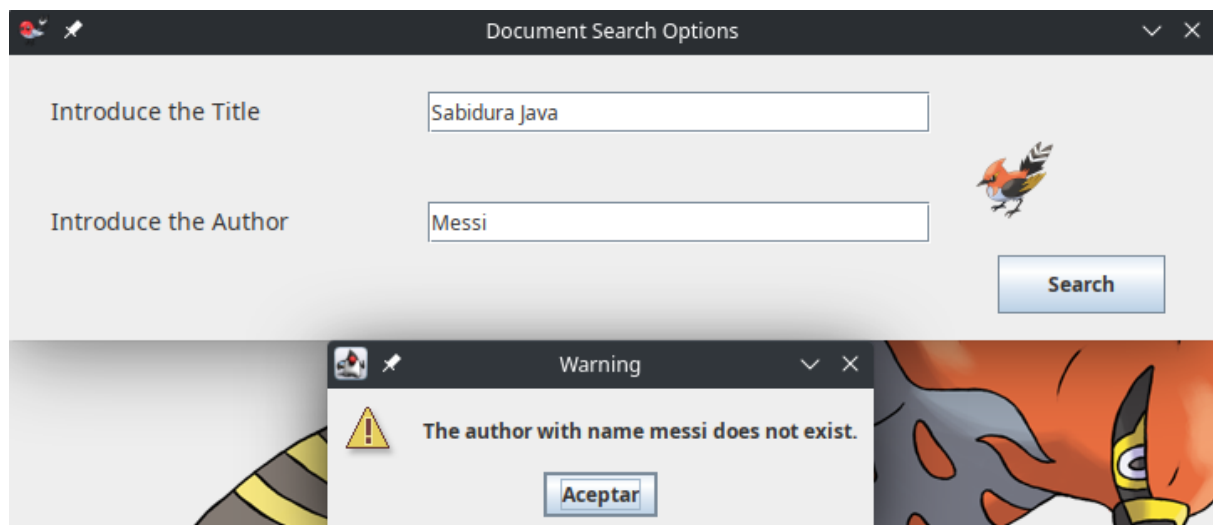 Document Search Options
Introduce the Title
Sabidura Java
Introduce the Author
Messi
Search
Warning
The author with name messi does not exist.
Aceptar